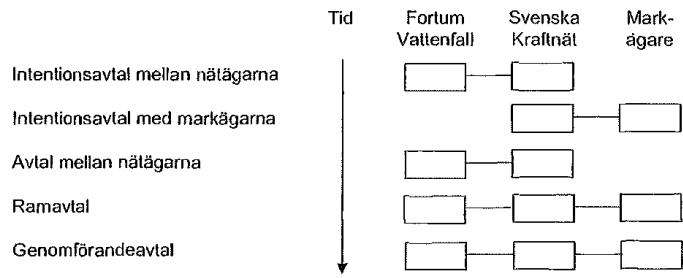 Tid
Fortum
Vattenfall
Svenska
Kraftnät
Mark-
ägare
Intentionsavtal mellan nätägarna
Intentionsavtal med markägarna
Avtal mellan nätägarna
Ramavtal
Genomförandeavtal